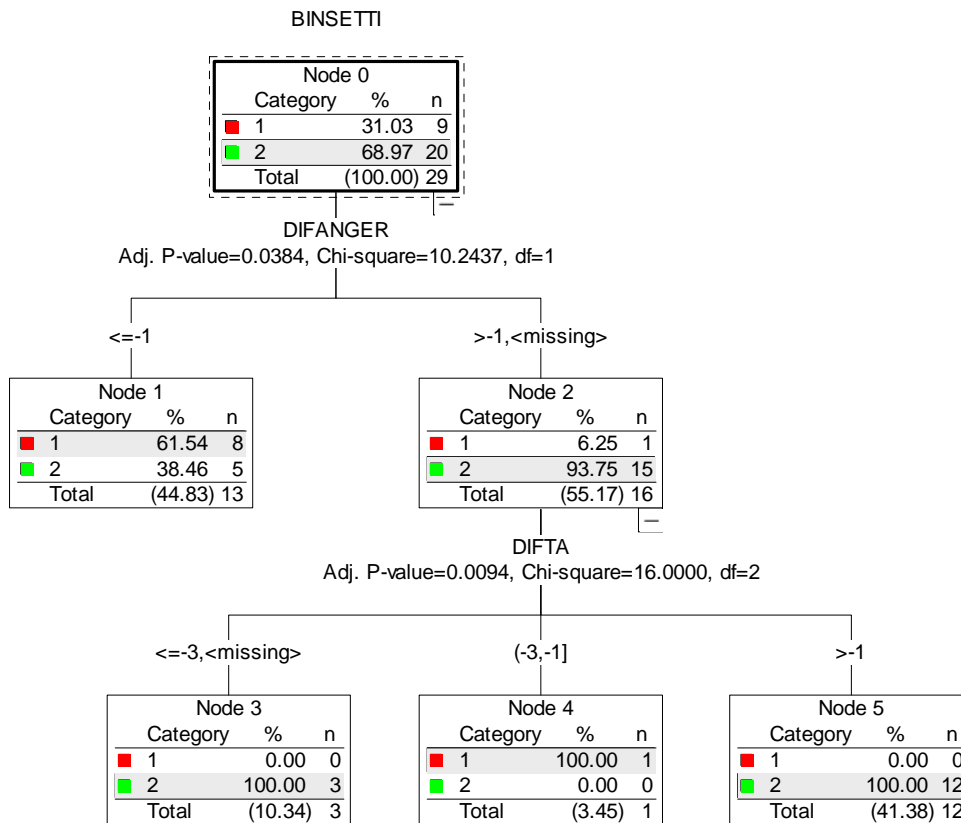 BINSETTI
Node 0
Category % n
1 31.03 9
2 68.97 20
Total (100.00) 29
DIFANGER
Adj. P-value=0.0384, Chi-square=10.2437, df=1
<=-1
>-1,<missing>
Node 1
Category % n
1 61.54 8
2 38.46 5
Total (44.83) 13
Node 2
Category % n
1 6.25 1
2 93.75 15
Total (55.17) 16
DIFTA
Adj. P-value=0.0094, Chi-square=16.0000, df=2
<=-3,<missing>
(-3,-1]
>-1
Node 3
Category % n
1 0.00 0
2 100.00 3
Total (10.34) 3
Node 4
Category % n
1 100.00 1
2 0.00 0
Total (3.45) 1
Node 5
Category % n
1 0.00 0
2 100.00 12
Total (41.38) 12